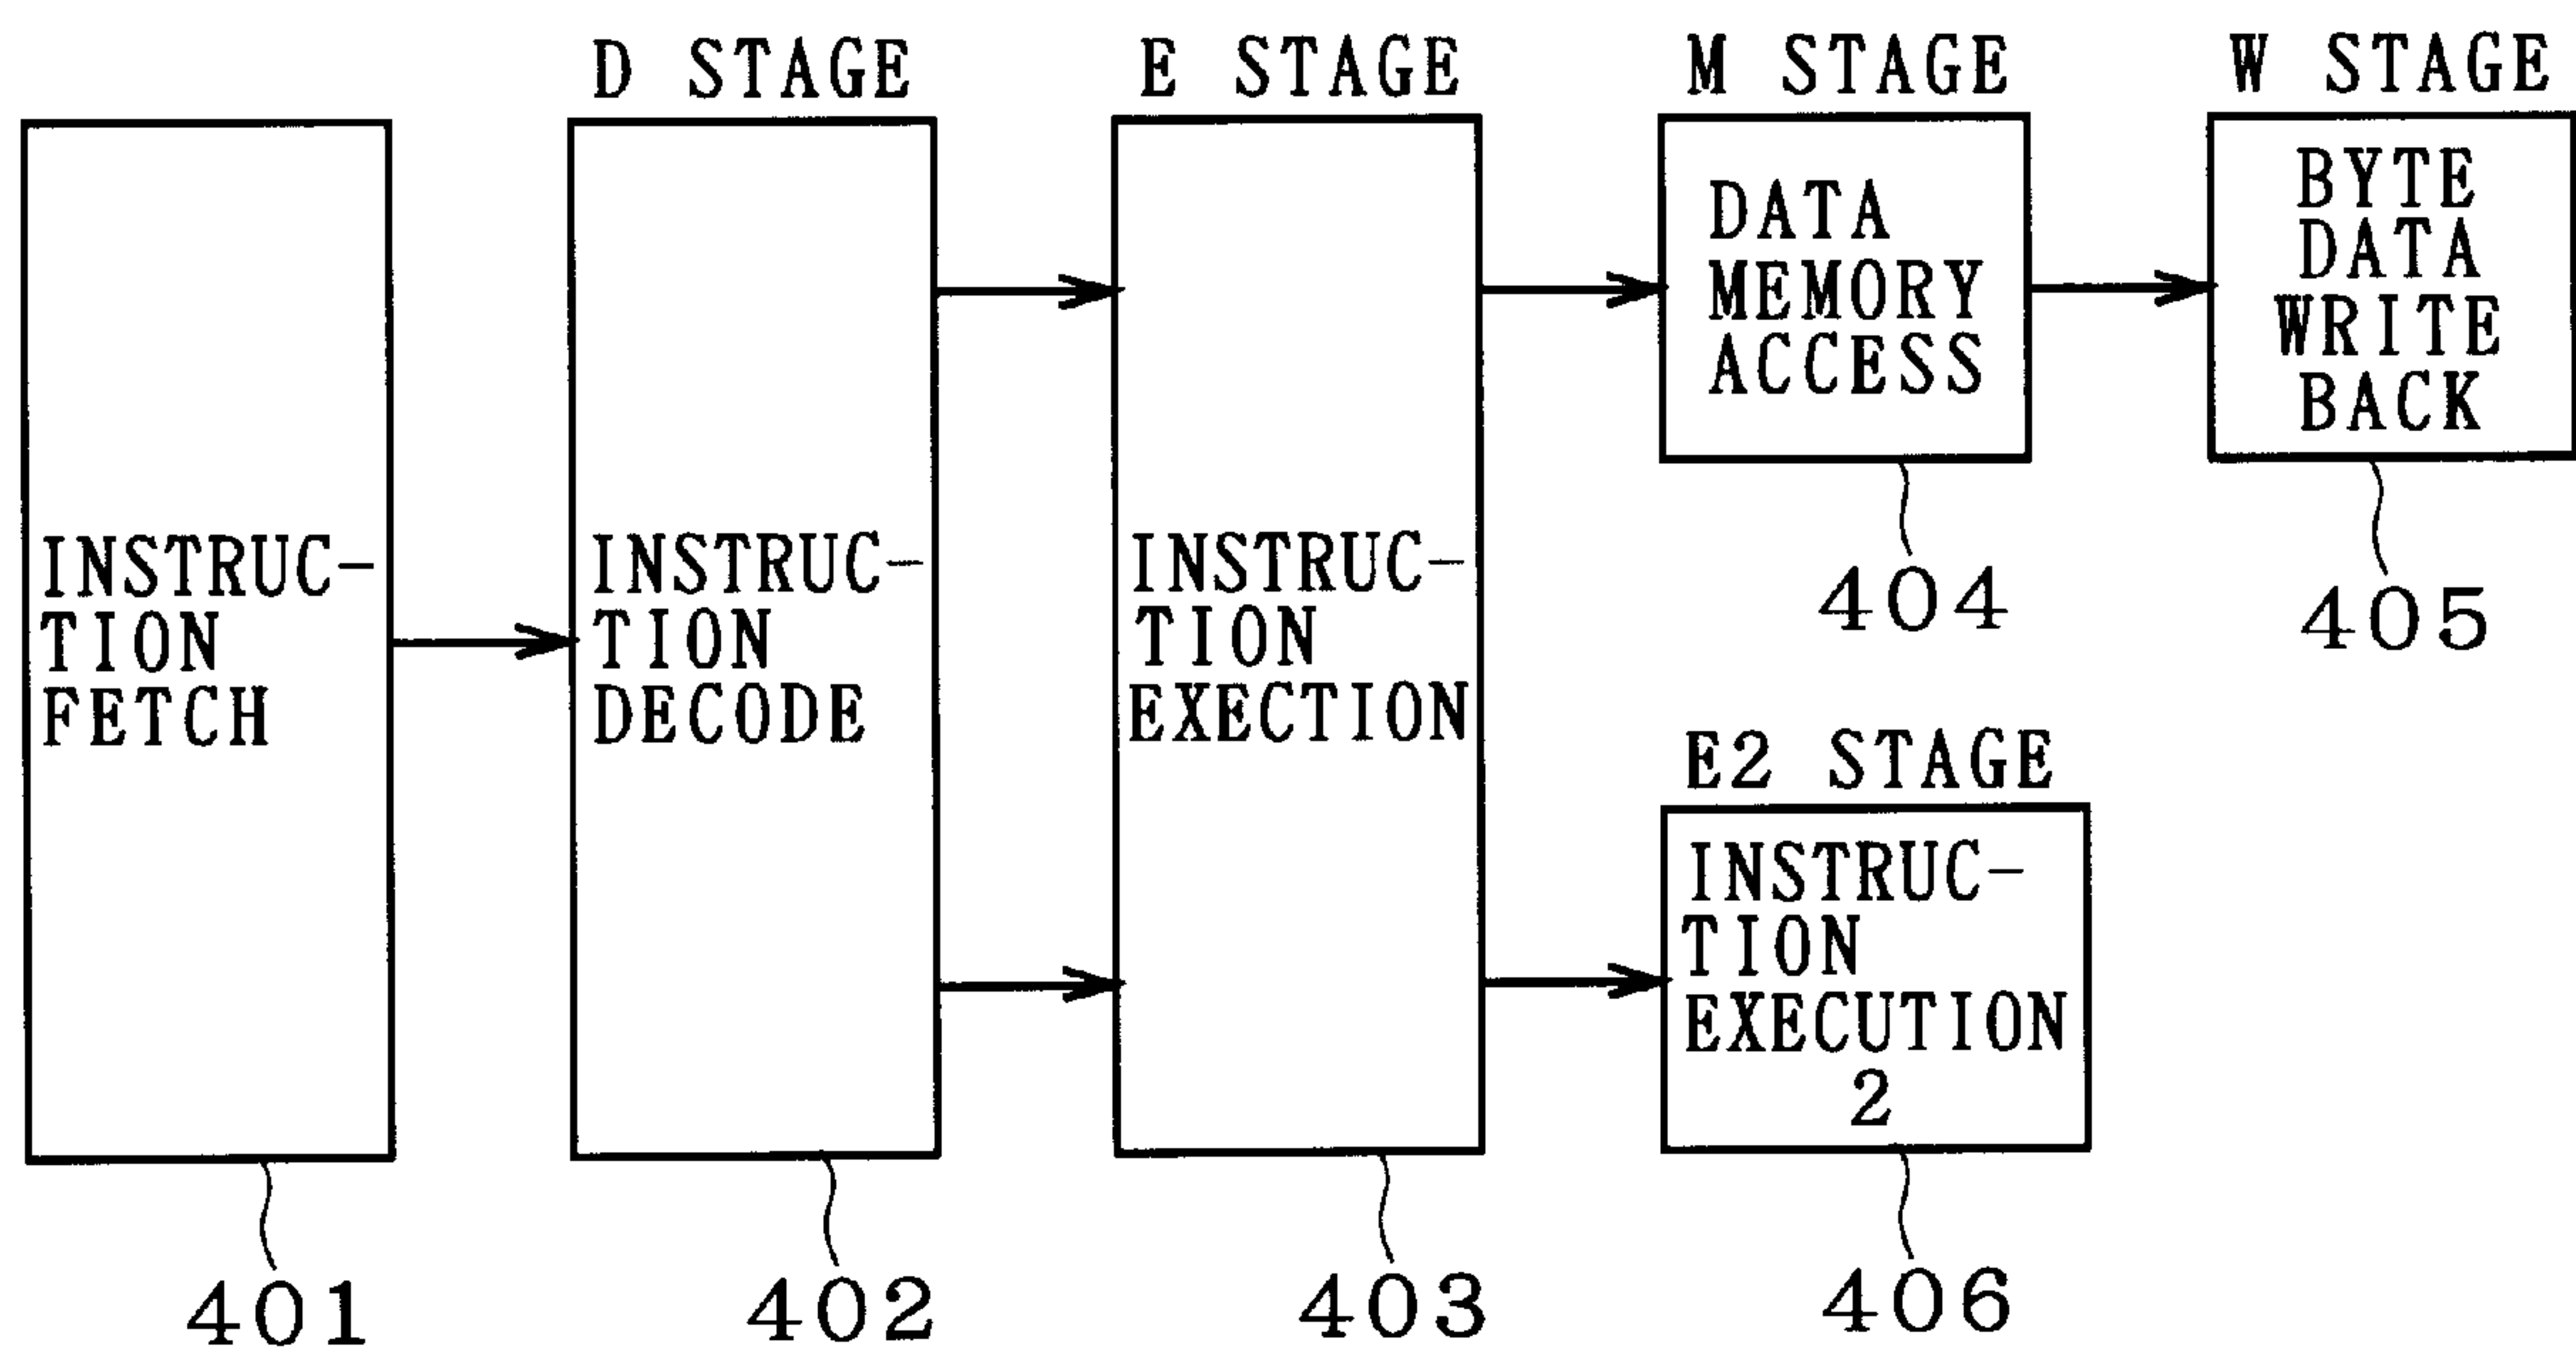 D STAGE
E STAGE
M STAGE
W STAGE
INSTRUC-
TION
FETCH
INSTRUC-
TION
DECODE
INSTRUC-
TION
EXECTION
DATA
MEMORY
ACCESS
BYTE
DATA
WRITE
BACK
404
405
E2 STAGE
INSTRUC-
TION
EXECUTION
2
401
402
403
406